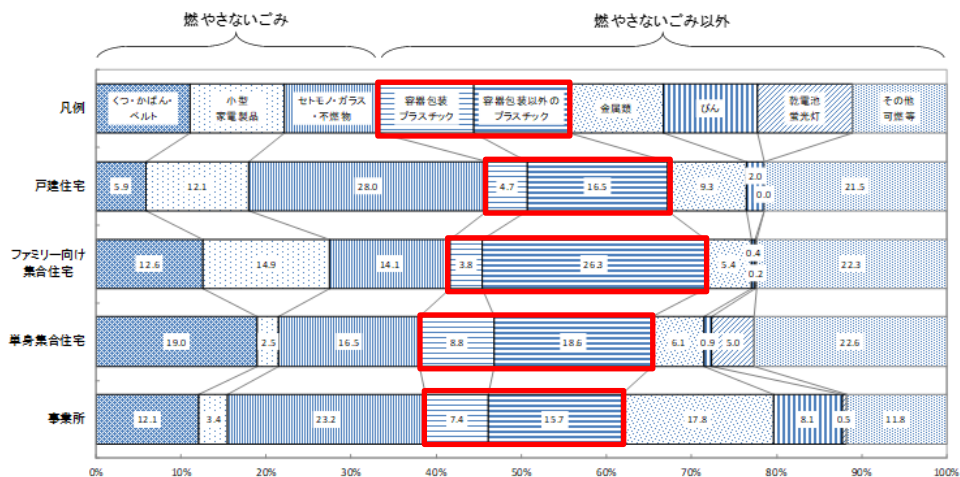 燃やさないごみ
燃やさないごみ以外
凡例
くつ・かばん・
ベルト
小型
家電製品
セトモノ・ガラス
・不燃物
容器包装
プラスチック
容器包装以外の
プラスチック
金属類
びん
乾電池
蛍光灯
その他
可燃等
戸建住宅
5.9
12.1
28.0
4.7
16.5
9.3
2.0
0.0
21.5
ファミリー向け
集合住宅
12.6
14.9
14.1
3.8
26.3
5.4
0.4
0.2
22.3
単身集合住宅
19.0
2.5
16.5
8.8
18.6
6.1
0.9
5.0
22.6
事業所
12.1
3.4
23.2
7.4
15.7
17.8
8.1
0.5
11.8
0%
10%
20%
30%
40%
50%
60%
70%
80%
90%
100%